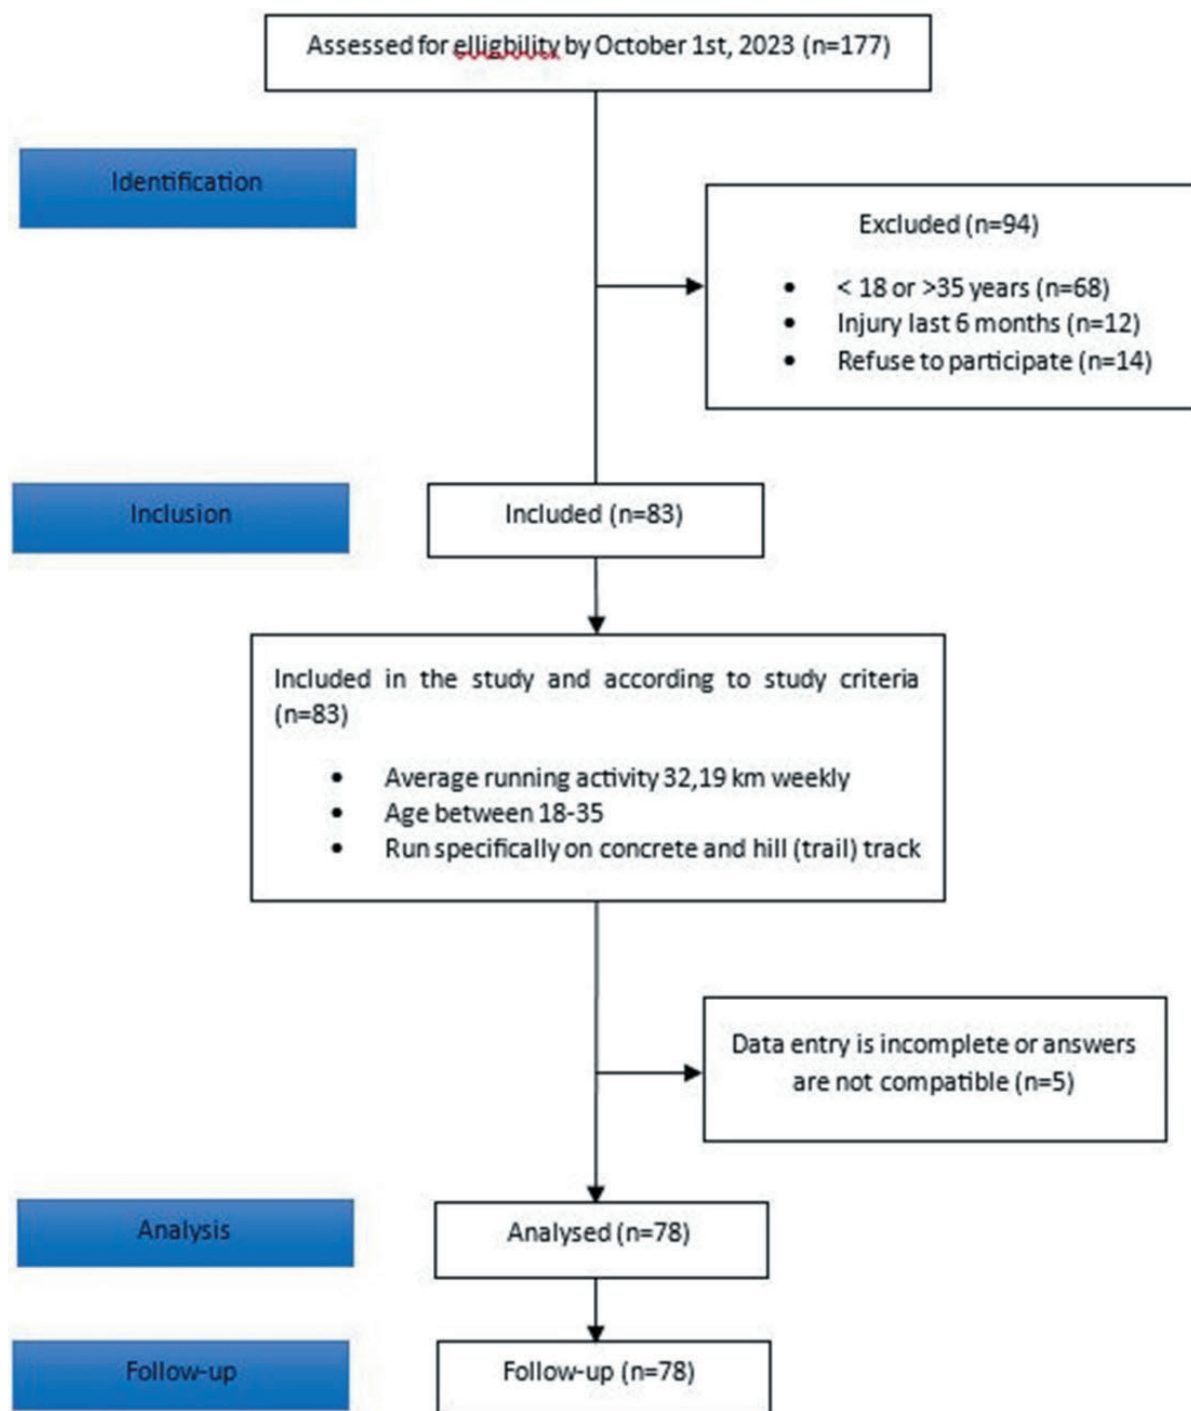 Assessed for elligbility by October 1st, 2023 (n=177)
Identification
Excluded (n=94)
• < 18 or >35 years (n=68)
• Injury last 6 months (n=12)
• Refuse to participate (n=14)
Inclusion
Included (n=83)
Included in the study and according to study criteria
(n=83)
• Average running activity 32,19 km weekly
• Age between 18-35
• Run specifically on concrete and hill (trail) track
Data entry is incomplete or answers
are not compatible (n=5)
Analysis
Analysed (n=78)
Follow-up
Follow-up (n=78)